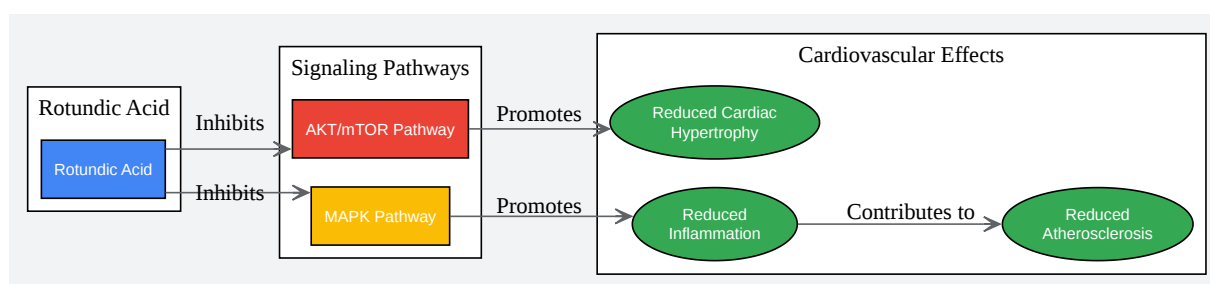 Rotundic Acid
Rotundic Acid
Inhibits
Inhibits
Signaling Pathways
AKT/mTOR Pathway
MAPK Pathway
Promotes
Promotes
Cardiovascular Effects
Reduced Cardiac
Hypertrophy
Reduced
Inflammation
Contributes to
Reduced
Atherosclerosis